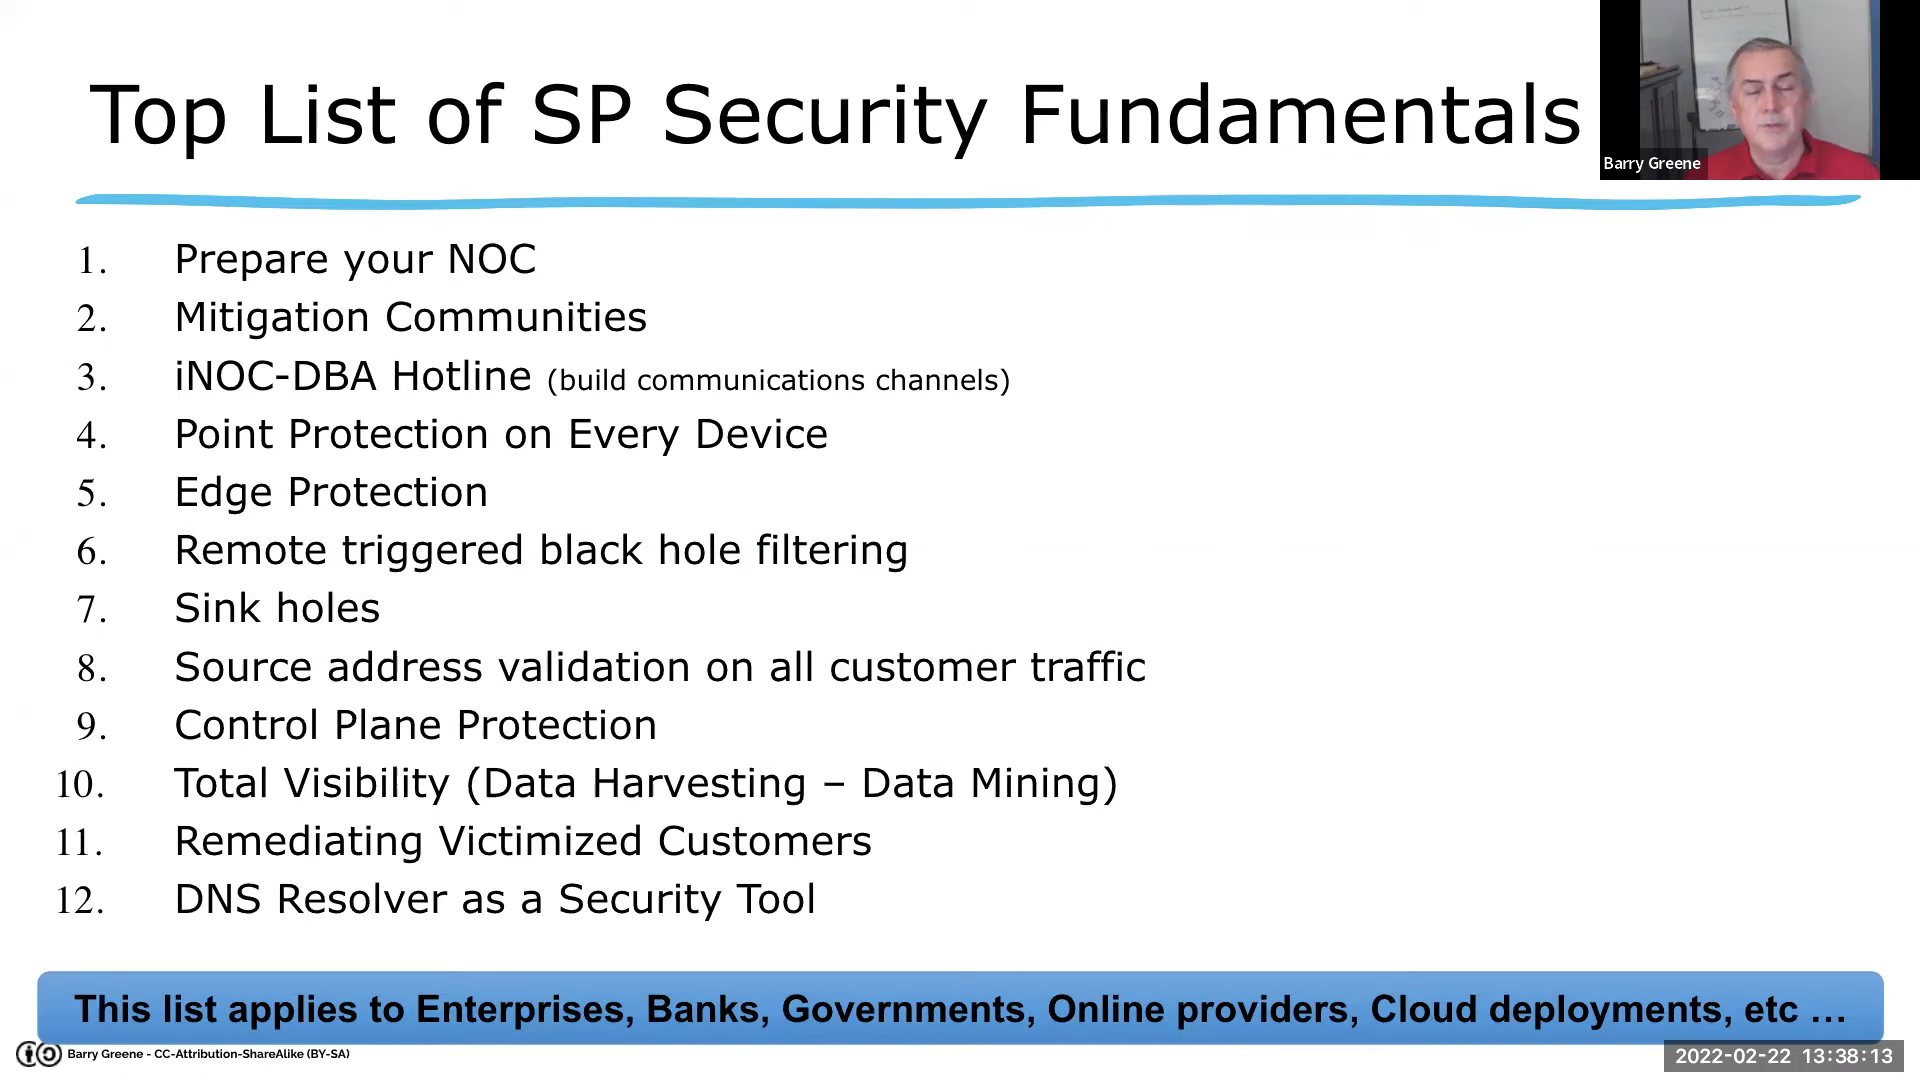 Top List of SP Security Fundamentals
Barry Greene
1. Prepare your NOC
2. Mitigation Communities
3. iNOC-DBA Hotline (build communications channels)
4. Point Protection on Every Device
5. Edge Protection
6. Remote triggered black hole filtering
7. Sink holes
8. Source address validation on all customer traffic
9. Control Plane Protection
10. Total Visibility (Data Harvesting – Data Mining)
11. Remediating Victimized Customers
12. DNS Resolver as a Security Tool
This list applies to Enterprises, Banks, Governments, Online providers, Cloud deployments, etc …
Barry Greene - CC-Attribution-ShareAlike (BY-SA)
2022-02-22 13:38:13